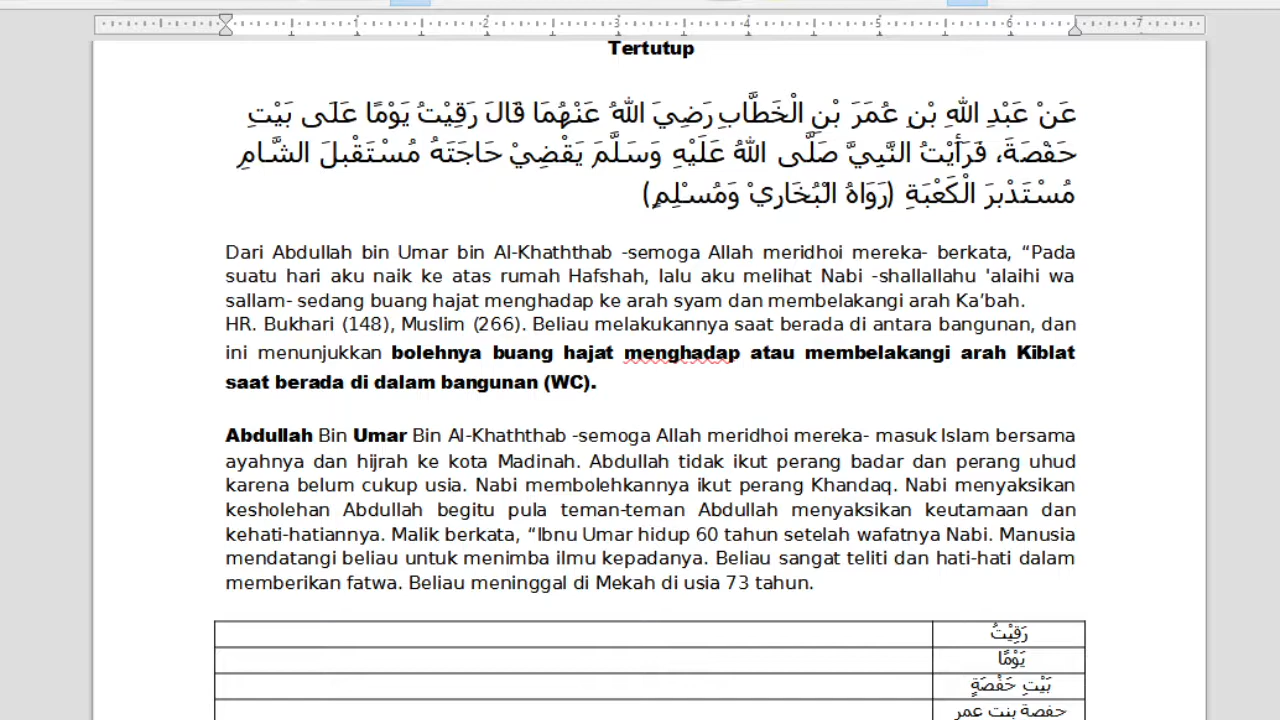 1 2 3 4 5 6 7
Tertutup
عَنْ عَبْدِ اللهِ بْنِ عُمَرَ بْنِ الْخَطَّابِ رَضِيَ اللهُ عَنْهُمَا قَالَ رَقِيْتُ يَوْمًا عَلَى بَيْتِ
حَفْصَةَ، فَرَأَيْتُ النَّبِيَّ صَلَّى اللهُ عَلَيْهِ وَسَلَّمَ يَقْضِيْ حَاجَتَهُ مُسْتَقْبِلَ الشَّامِ
مُسْتَدْبِرَ الْكَعْبَةِ (رَوَاهُ الْبُخَارِيْ وَمُسْلِمٍ)
Dari Abdullah bin Umar bin Al-Khaththab -semoga Allah meridhoi mereka- berkata, “Pada
suatu hari aku naik ke atas rumah Hafshah, lalu aku melihat Nabi -shallallahu 'alaihi wa
sallam- sedang buang hajat menghadap ke arah syam dan membelakangi arah Ka’bah.
HR. Bukhari (148), Muslim (266). Beliau melakukannya saat berada di antara bangunan, dan
ini menunjukkan bolehnya buang hajat menghadap atau membelakangi arah Kiblat
saat berada di dalam bangunan (WC).
Abdullah Bin Umar Bin Al-Khaththab -semoga Allah meridhoi mereka- masuk Islam bersama
ayahnya dan hijrah ke kota Madinah. Abdullah tidak ikut perang badar dan perang uhud
karena belum cukup usia. Nabi membolehkannya ikut perang Khandaq. Nabi menyaksikan
kesholehan Abdullah begitu pula teman-teman Abdullah menyaksikan keutamaan dan
kehati-hatiannya. Malik berkata, “Ibnu Umar hidup 60 tahun setelah wafatnya Nabi. Manusia
mendatangi beliau untuk menimba ilmu kepadanya. Beliau sangat teliti dan hati-hati dalam
memberikan fatwa. Beliau meninggal di Mekah di usia 73 tahun.
رَقِيْتُ
يَوْمًا
بَيْتِ حَفْصَةٍ
حفصة بنت عمر